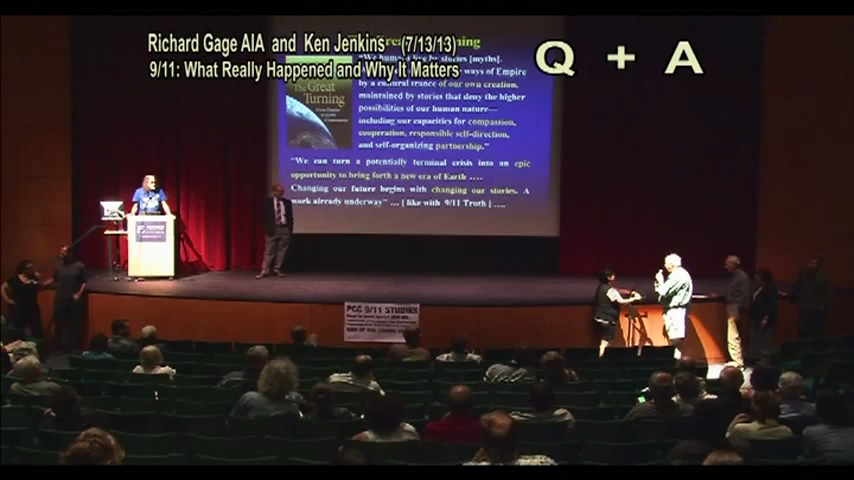 Richard Gage AIA and Ken Jenkins (7/13/13)
9/11: What Really Happened and Why It Matters
Q + A
The Great
Turning
by a cultural trance of our own creation,
maintained by stories that deny the higher
possibilities of our human nature—
including our capacities for compassion,
cooperation, responsible self-direction,
and self-organizing partnership."
"We can turn a potentially terminal crisis into an epic
opportunity to bring forth a new era of Earth ....
Changing our future begins with changing our stories. A
work already underway" ... [ like with 9/11 Truth ] ....
PCC 9/11 STUDIES